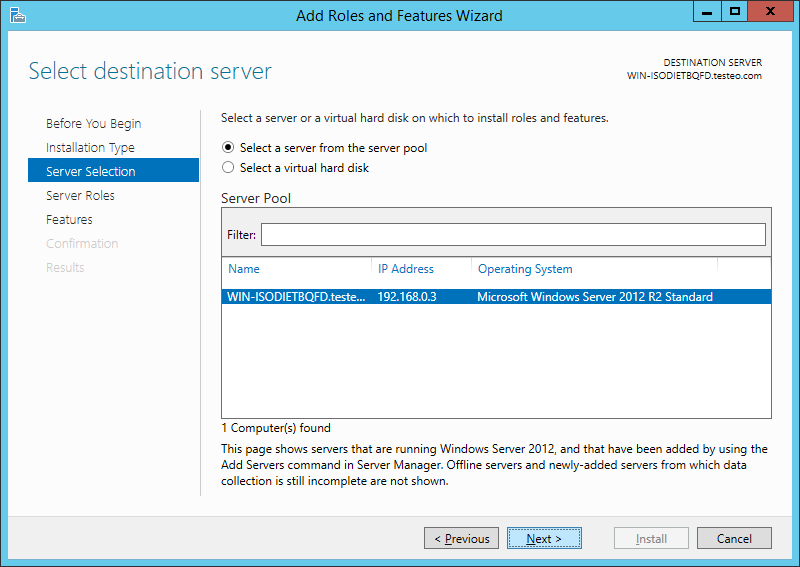 Add Roles and Features Wizard
Select destination server
DESTINATION SERVER
WIN-ISODIETBQFD.testeo.com
Before You Begin
Installation Type
Server Selection
Server Roles
Features
Confirmation
Results
Select a server or a virtual hard disk on which to install roles and features.
Select a server from the server pool
Select a virtual hard disk
Server Pool
Filter:
Name IP Address Operating System
WIN-ISODIETBQFD.teste... 192.168.0.3 Microsoft Windows Server 2012 R2 Standard
1 Computer(s) found
This page shows servers that are running Windows Server 2012, and that have been added by using the
Add Servers command in Server Manager. Offline servers and newly-added servers from which data
collection is still incomplete are not shown.
< Previous Next > Install Cancel